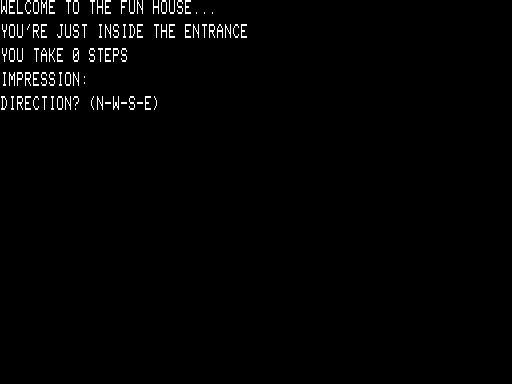 WELCOME TO THE FUN HOUSE...
YOU'RE JUST INSIDE THE ENTRANCE
YOU TAKE 0 STEPS
IMPRESSION:
DIRECTION? (N-W-S-E)